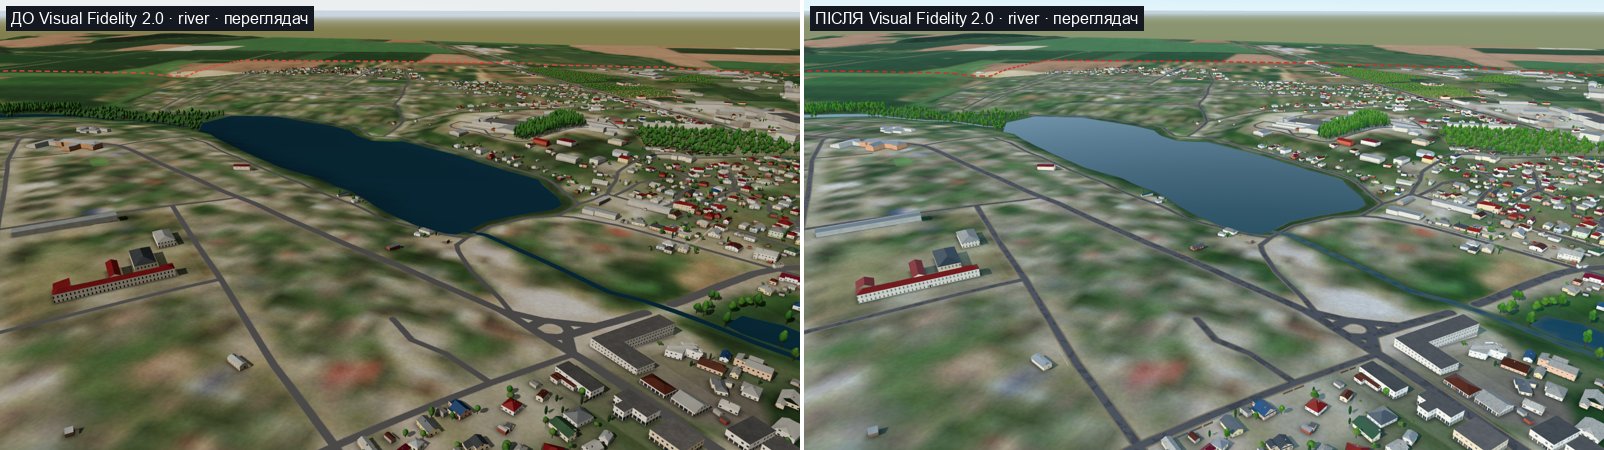 ДО Visual Fidelity 2.0 · river · переглядач
ПІСЛЯ Visual Fidelity 2.0 · river · переглядач